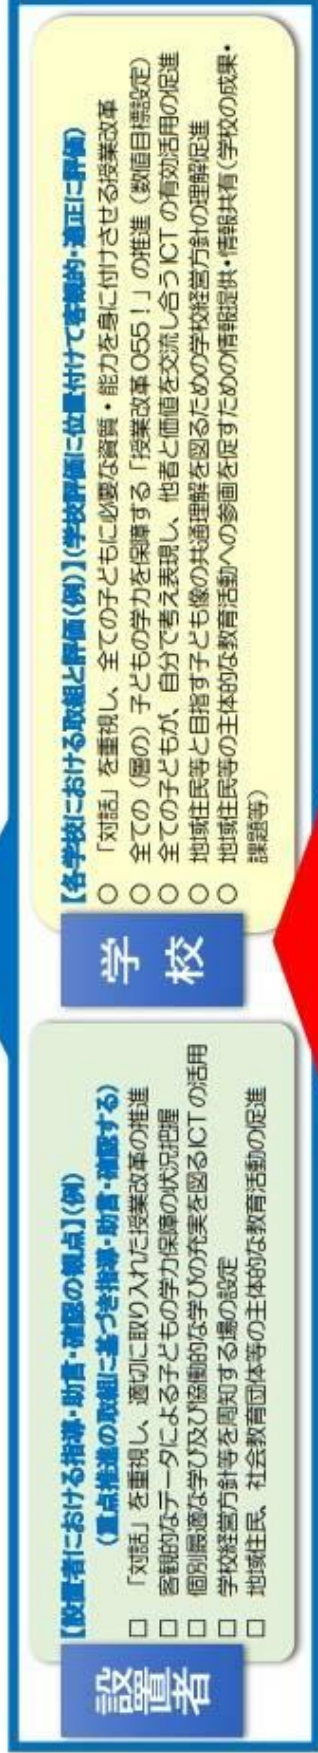 設置者
【設置者における指導・助言・確認の観点】(例)
(重点推進の取組に基づき指導・助言・確認する)
□ 「対話」を重視し、適切に取り入れた授業改革の推進
□ 客観的なデータによる子どもの学力保障の状況把握
□ 個別最適な学び及び協働的な学びの充実を図るICTの活用
□ 学校経営方針等を周知する場の設定
□ 地域住民、社会教育団体等の主体的な教育活動の促進
学校
【各学校における取組と評価(例)】(学校評価に位置付けて客観的・適正に評価)
○ 「対話」を重視し、全ての子どもに必要な資質・能力を身に付けさせる授業改革
○ 全ての(層の)子どもの学力を保障する「授業改革055!」の推進(数値目標設定)
○ 全ての子どもが、自分で考え表現し、他者と価値を交流し合うICTの有効活用の促進
○ 地域住民等と目指す子ども像の共通理解を図るための学校経営方針の理解促進
○ 地域住民等の主体的な教育活動への参画を促すための情報提供・情報共有(学校の成果・
課題等)